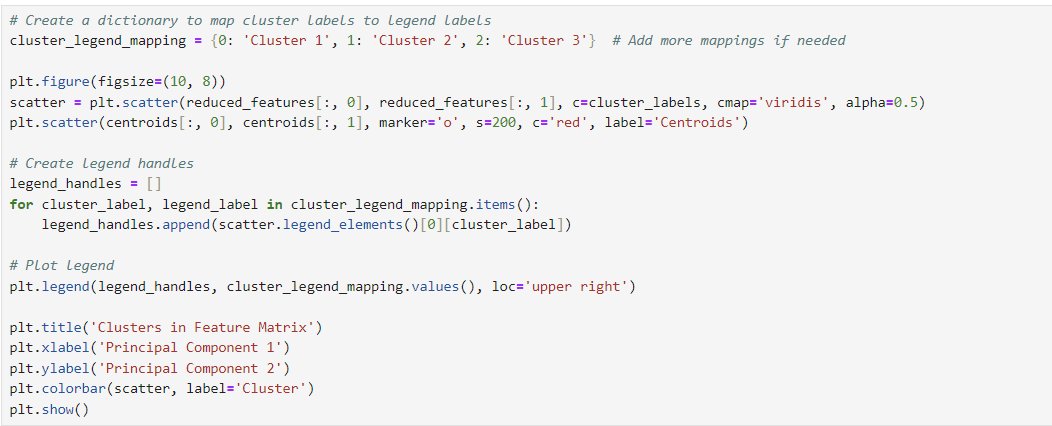 # Create a dictionary to map cluster labels to legend labels
cluster_legend_mapping = {0: 'Cluster 1', 1: 'Cluster 2', 2: 'Cluster 3'}  # Add more mappings if needed

plt.figure(figsize=(10, 8))
scatter = plt.scatter(reduced_features[:, 0], reduced_features[:, 1], c=cluster_labels, cmap='viridis', alpha=0.5)
plt.scatter(centroids[:, 0], centroids[:, 1], marker='o', s=200, c='red', label='Centroids')

# Create legend handles
legend_handles = []
for cluster_label, legend_label in cluster_legend_mapping.items():
    legend_handles.append(scatter.legend_elements()[0][cluster_label])

# Plot legend
plt.legend(legend_handles, cluster_legend_mapping.values(), loc='upper right')

plt.title('Clusters in Feature Matrix')
plt.xlabel('Principal Component 1')
plt.ylabel('Principal Component 2')
plt.colorbar(scatter, label='Cluster')
plt.show()